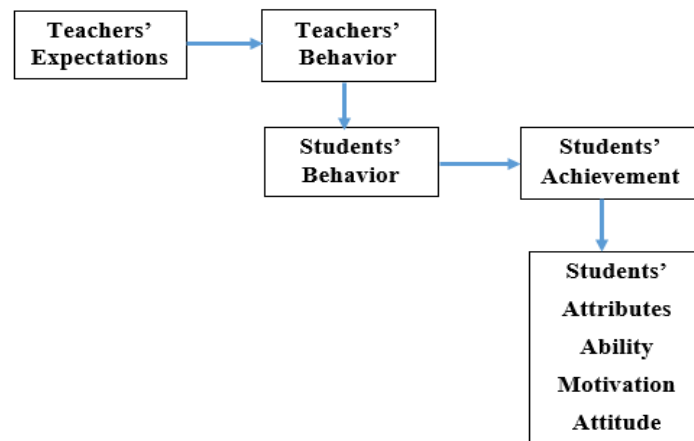 Teachers’
Expectations
Teachers’
Behavior
Students’
Behavior
Students’
Achievement
Students’
Attributes
Ability
Motivation
Attitude